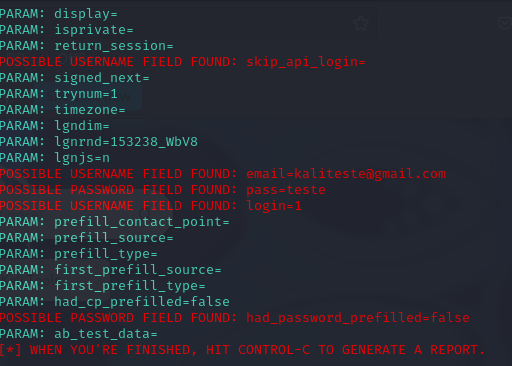 PARAM: display=
PARAM: isprivate=
PARAM: return_session=
POSSIBLE USERNAME FIELD FOUND: skip_api_login=
PARAM: signed_next=
PARAM: trynum=1
PARAM: timezone=
PARAM: lgndim=
PARAM: lgnrnd=153238_WbV8
PARAM: lgnjs=n
POSSIBLE USERNAME FIELD FOUND: email=kaliteste@gmail.com
POSSIBLE PASSWORD FIELD FOUND: pass=teste
POSSIBLE USERNAME FIELD FOUND: login=1
PARAM: prefill_contact_point=
PARAM: prefill_source=
PARAM: prefill_type=
PARAM: first_prefill_source=
PARAM: first_prefill_type=
PARAM: had_cp_prefilled=false
POSSIBLE PASSWORD FIELD FOUND: had_password_prefilled=false
PARAM: ab_test_data=
[*] WHEN YOU'RE FINISHED, HIT CONTROL-C TO GENERATE A REPORT.